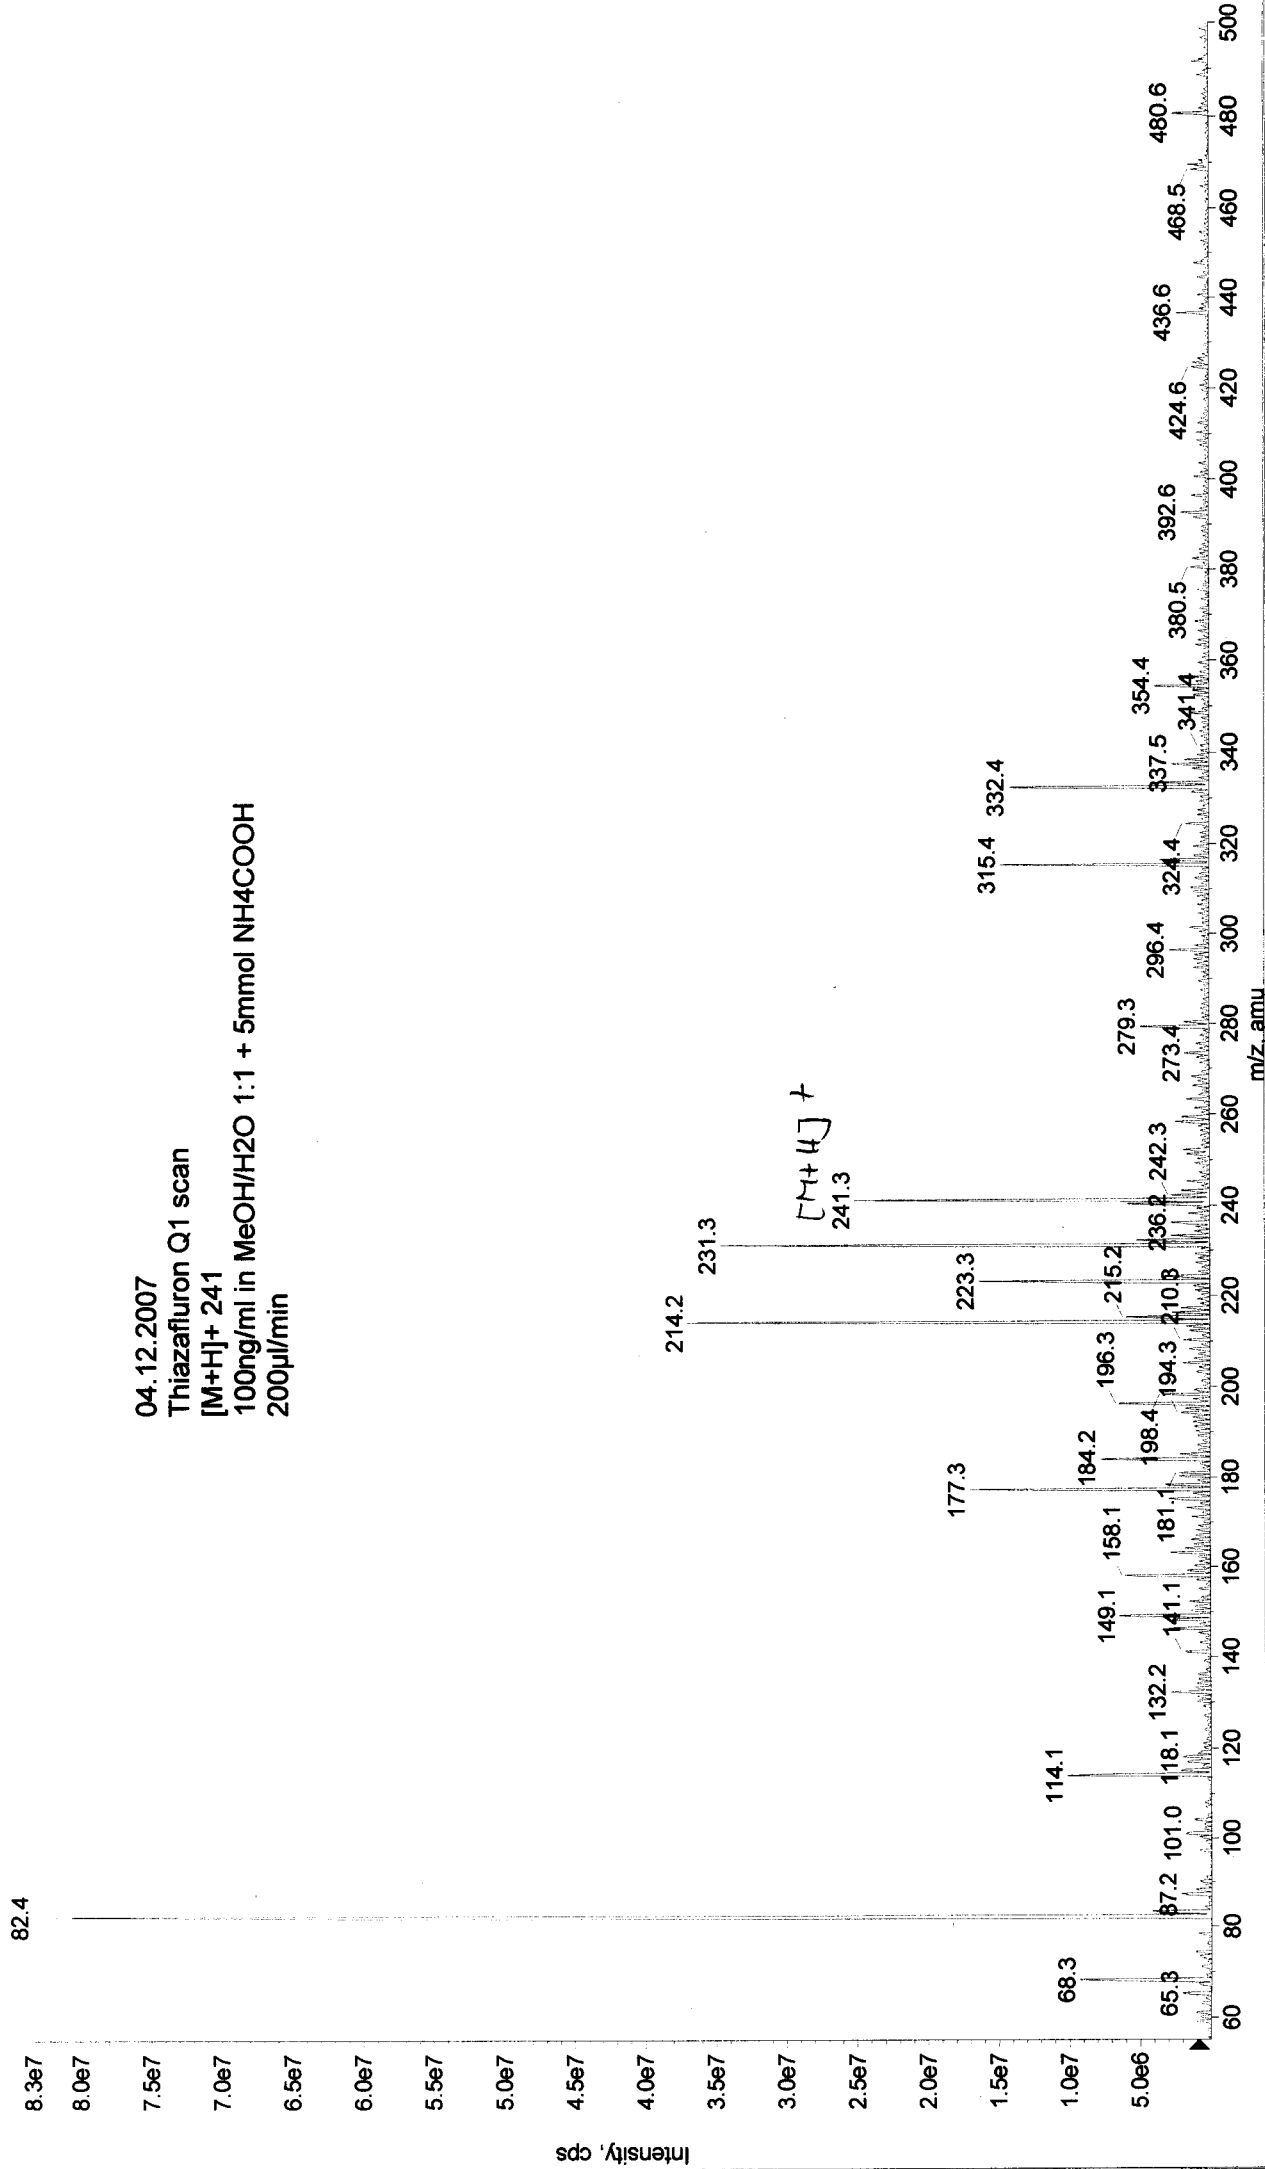 04.12.2007
Thiazafluron Q1 scan
[M+H]+ 241
100ng/ml in MeOH/H2O 1:1 + 5mmol NH4COOH
200µl/min
Intensity, cps
8.3e7
8.0e7
7.5e7
7.0e7
6.5e7
6.0e7
5.5e7
5.0e7
4.5e7
4.0e7
3.5e7
3.0e7
2.5e7
2.0e7
1.5e7
1.0e7
5.0e6
65.3
68.3
82.4
87.2
101.0
114.1
118.1
132.2
141.1
149.1
158.1
177.3
181.1
184.2
198.4
194.3
196.3
210.3
214.2
215.2
223.3
231.3
236.2
[M+H]+
241.3
242.3
273.4
279.3
296.4
315.4
324.4
332.4
337.5
341.4
354.4
380.5
392.6
424.6
436.6
468.5
480.6
60 80 100 120 140 160 180 200 220 240 260 280 300 320 340 360 380 400 420 440 460 480 500
m/z, amu